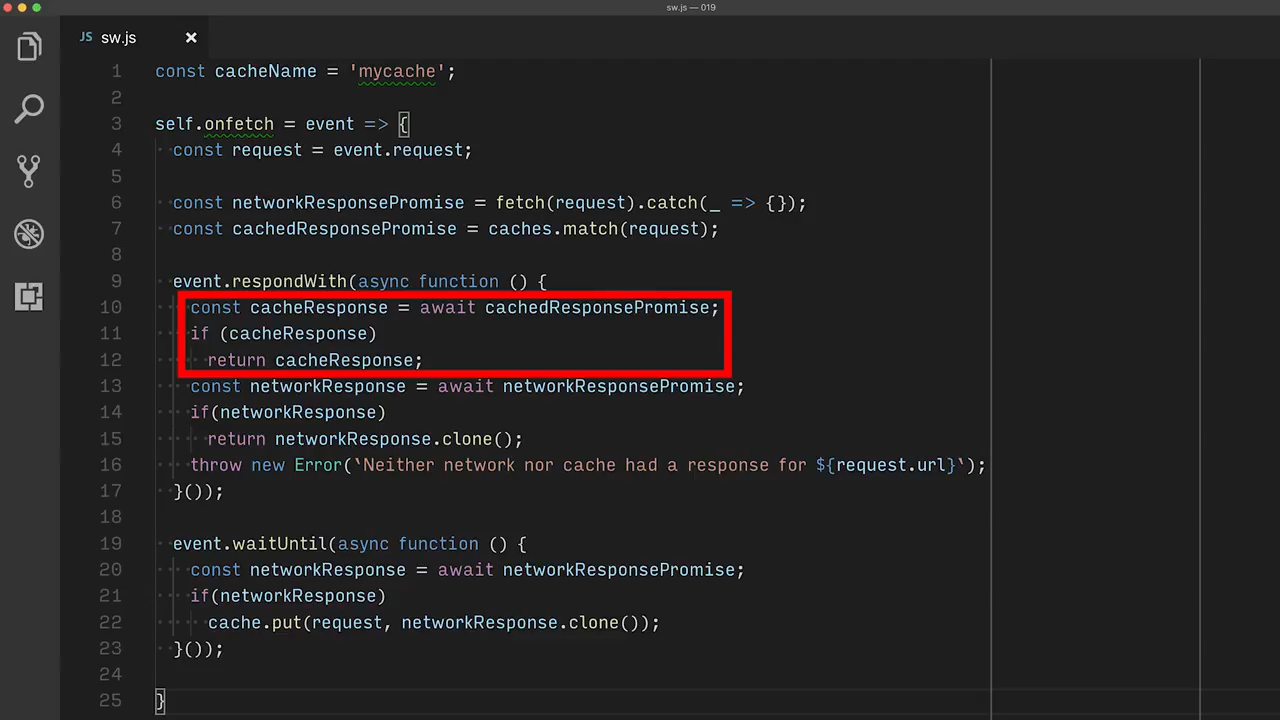 sw.js — 019
JS sw.js ×
1 const cacheName = 'mycache';
2
3 self.onfetch = event => {
4 const request = event.request;
5
6 const networkResponsePromise = fetch(request).catch(_ => {});
7 const cachedResponsePromise = caches.match(request);
8
9 event.respondWith(async function () {
10 const cacheResponse = await cachedResponsePromise;
11 if (cacheResponse)
12 return cacheResponse;
13 const networkResponse = await networkResponsePromise;
14 if(networkResponse)
15 return networkResponse.clone();
16 throw new Error(`Neither network nor cache had a response for ${request.url}`);
17 }());
18
19 event.waitUntil(async function () {
20 const networkResponse = await networkResponsePromise;
21 if(networkResponse)
22 cache.put(request, networkResponse.clone());
23 }());
24
25 }